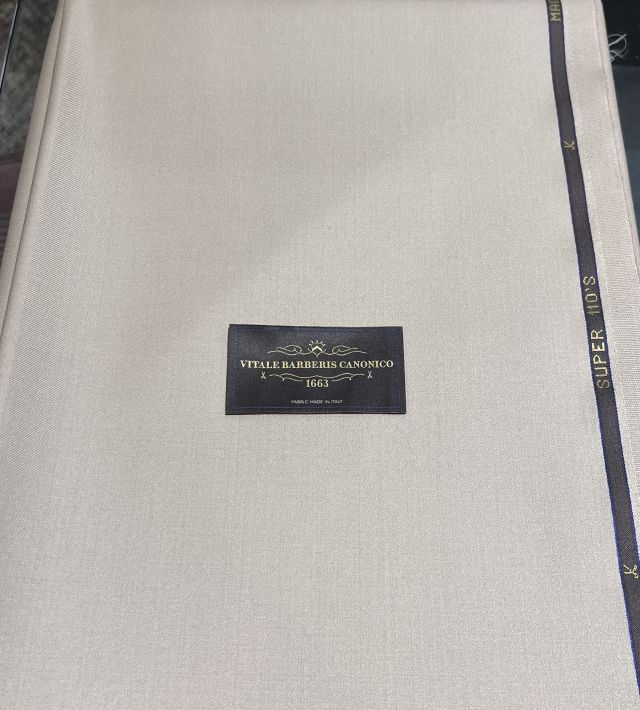 VITALE BARBERIS CANONICO
1663
FABRIC MADE IN ITALY
SUPER 110'S